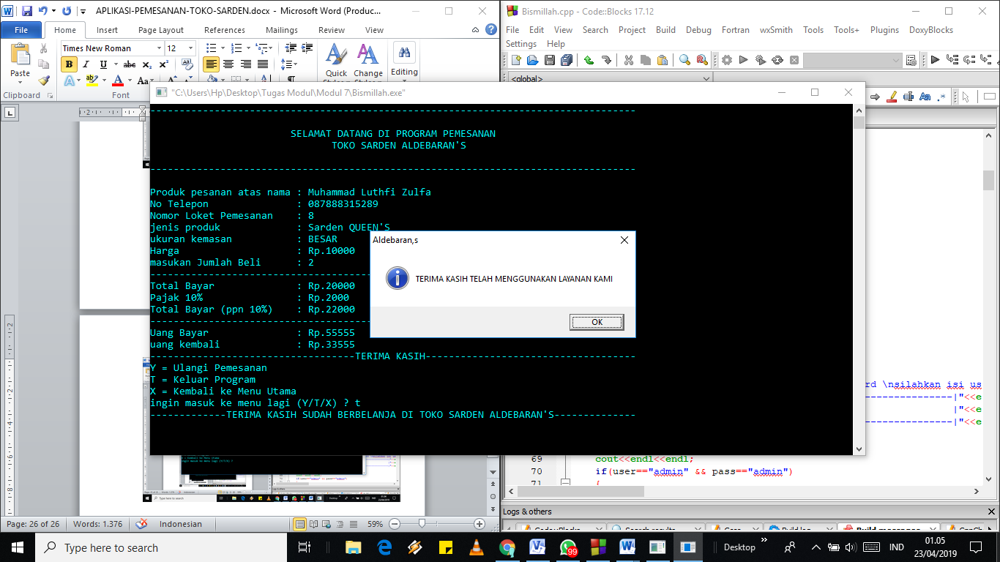 APLIKASI-PEMESANAN-TOKO-SARDEN.docx - Microsoft Word (Produc...
File Home Insert Page Layout References Mailings Review View
Times New Roman 12
Paste
Quick Styles
Change
Editing
Clipboard Font
Bismillah.cpp - Code::Blocks 17.12
File Edit View Search Project Build Debug Fortran wxSmith Tools Tools+ Plugins DoxyBlocks
Settings Help
<global>
"C:\Users\Hp\Desktop\Tugas Modul\Modul 7\Bismillah.exe"
SELAMAT DATANG DI PROGRAM PEMESANAN
TOKO SARDEN ALDEBARAN'S
Produk pesanan atas nama : Muhammad Luthfi Zulfa
No Telepon : 087888315289
Nomor Loket Pemesanan : 8
jenis produk : Sarden QUEEN'S
ukuran kemasan : BESAR
Harga : Rp.10000
masukan Jumlah Beli : 2
Total Bayar : Rp.20000
Pajak 10% : Rp.2000
Total Bayar (ppn 10%) : Rp.22000
Uang Bayar : Rp.55555
uang kembali : Rp.33555
-----------------------------------TERIMA KASIH------------------------------------
Y = Ulangi Pemesanan
T = Keluar Program
X = Kembali ke Menu Utama
ingin masuk ke menu lagi (Y/T/X) ? t
-------------TERIMA KASIH SUDAH BERBELANJA DI TOKO SARDEN ALDEBARAN'S--------------
Aldebaran,s
TERIMA KASIH TELAH MENGGUNAKAN LAYANAN KAMI
OK
rd \nsilahkan isi us
---------------|"<<e
|"<<e
---------------|"<<e
69 cout<<endl<<endl;
70 if(user=="admin" && pass=="admin")
71 {
Logs & others
Build messages
Page: 26 of 26 Words: 1.376 Indonesian 59%
Type here to search
Desktop IND
99
01.05
23/04/2019